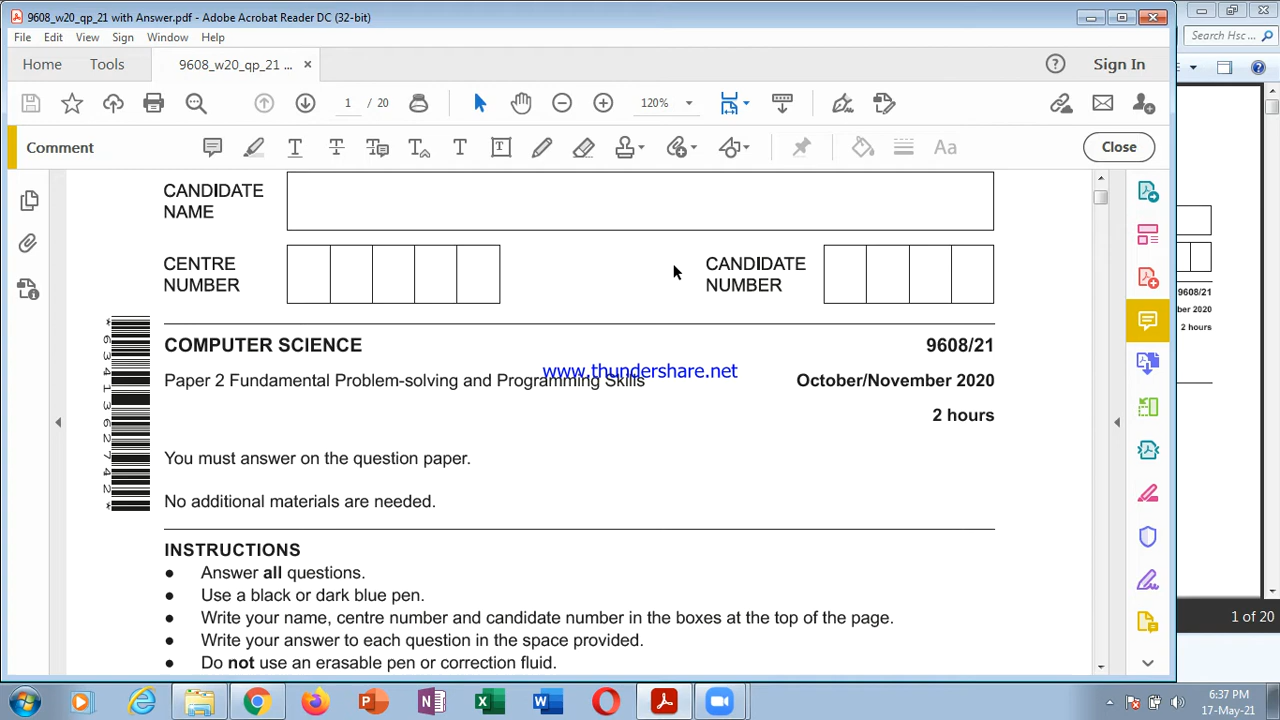 9608_w20_qp_21 with Answer.pdf - Adobe Acrobat Reader DC (32-bit)
File Edit View Sign Window Help
Home Tools 9608_w20_qp_21 ... × Sign In
Search Hsc...
1 / 20 120%
Comment Close
CANDIDATE
NAME
CENTRE
NUMBER
CANDIDATE
NUMBER
COMPUTER SCIENCE 9608/21
Paper 2 Fundamental Problem-solving and Programming Skills October/November 2020
www.thundershare.net
2 hours
You must answer on the question paper.
No additional materials are needed.
INSTRUCTIONS
● Answer all questions.
● Use a black or dark blue pen.
● Write your name, centre number and candidate number in the boxes at the top of the page.
● Write your answer to each question in the space provided.
● Do not use an erasable pen or correction fluid.
9608/21
ber 2020
2 hours
1 of 20
6:37 PM
17-May-21